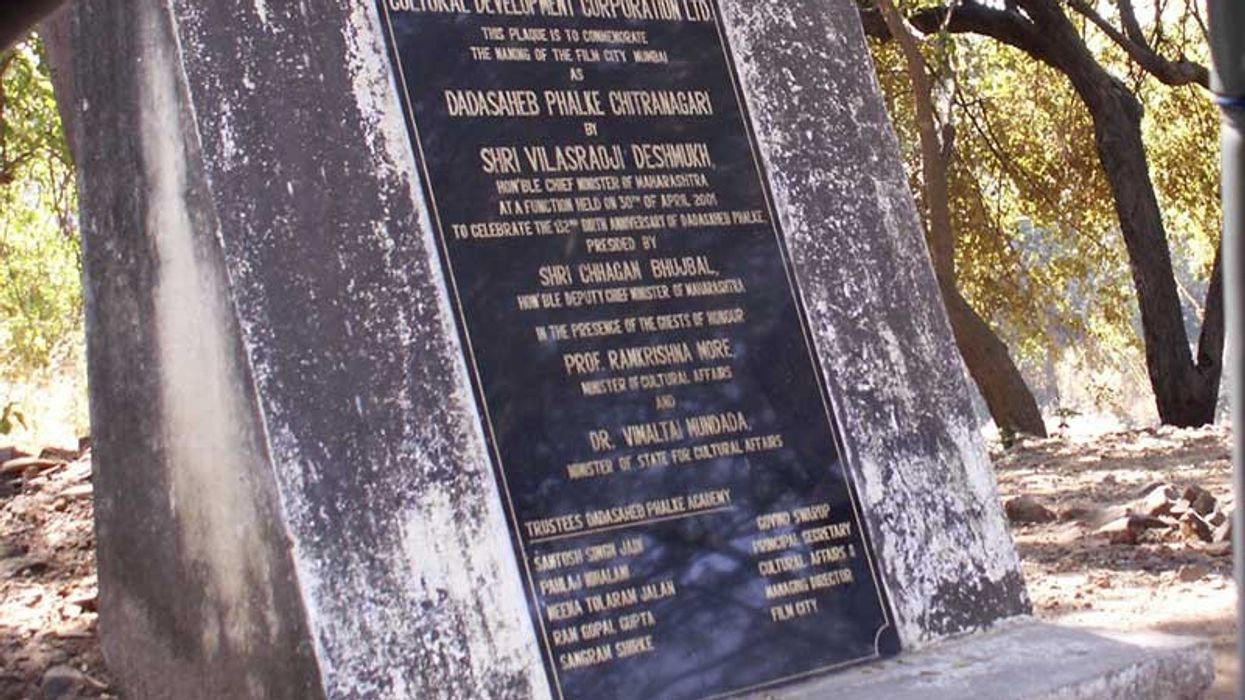 CULTURAL DEVELOPMENT CORPORATION LTD.
THIS PLAQUE IS TO COMMEMORATE
THE NAMING OF THE FILM CITY MUMBAI
AS
DADASAHEB PHALKE CHITRANAGARI
BY
SHRI VILASRAOJI DESHMUKH,
HON'BLE CHIEF MINISTER OF MAHARASHTRA
AT A FUNCTION HELD ON 30TH OF APRIL 2001
TO CELEBRATE THE 132ND BIRTH ANNIVERSARY OF DADASAHEB PHALKE.
PRESIDED BY
SHRI CHHAGAN BHUJBAL,
HON'BLE DEPUTY CHIEF MINISTER OF MAHARASHTRA
IN THE PRESENCE OF THE GUESTS OF HONOUR
PROF. RAMKRISHNA MORE,
MINISTER OF CULTURAL AFFAIRS
AND
DR. VIMALTAI MUNDADA,
MINISTER OF STATE FOR CULTURAL AFFAIRS
TRUSTEES DADASAHEB PHALKE ACADEMY
SANTOSH SINGH JAIN
PAHLAJ NIHALANI
MEENA TOLARAM JALAN
RAM GOPAL GUPTA
SANGRAM SHIRKE
GOVIND SWARUP
PRINCIPAL SECRETARY
CULTURAL AFFAIRS &
MANAGING DIRECTOR
FILM CITY